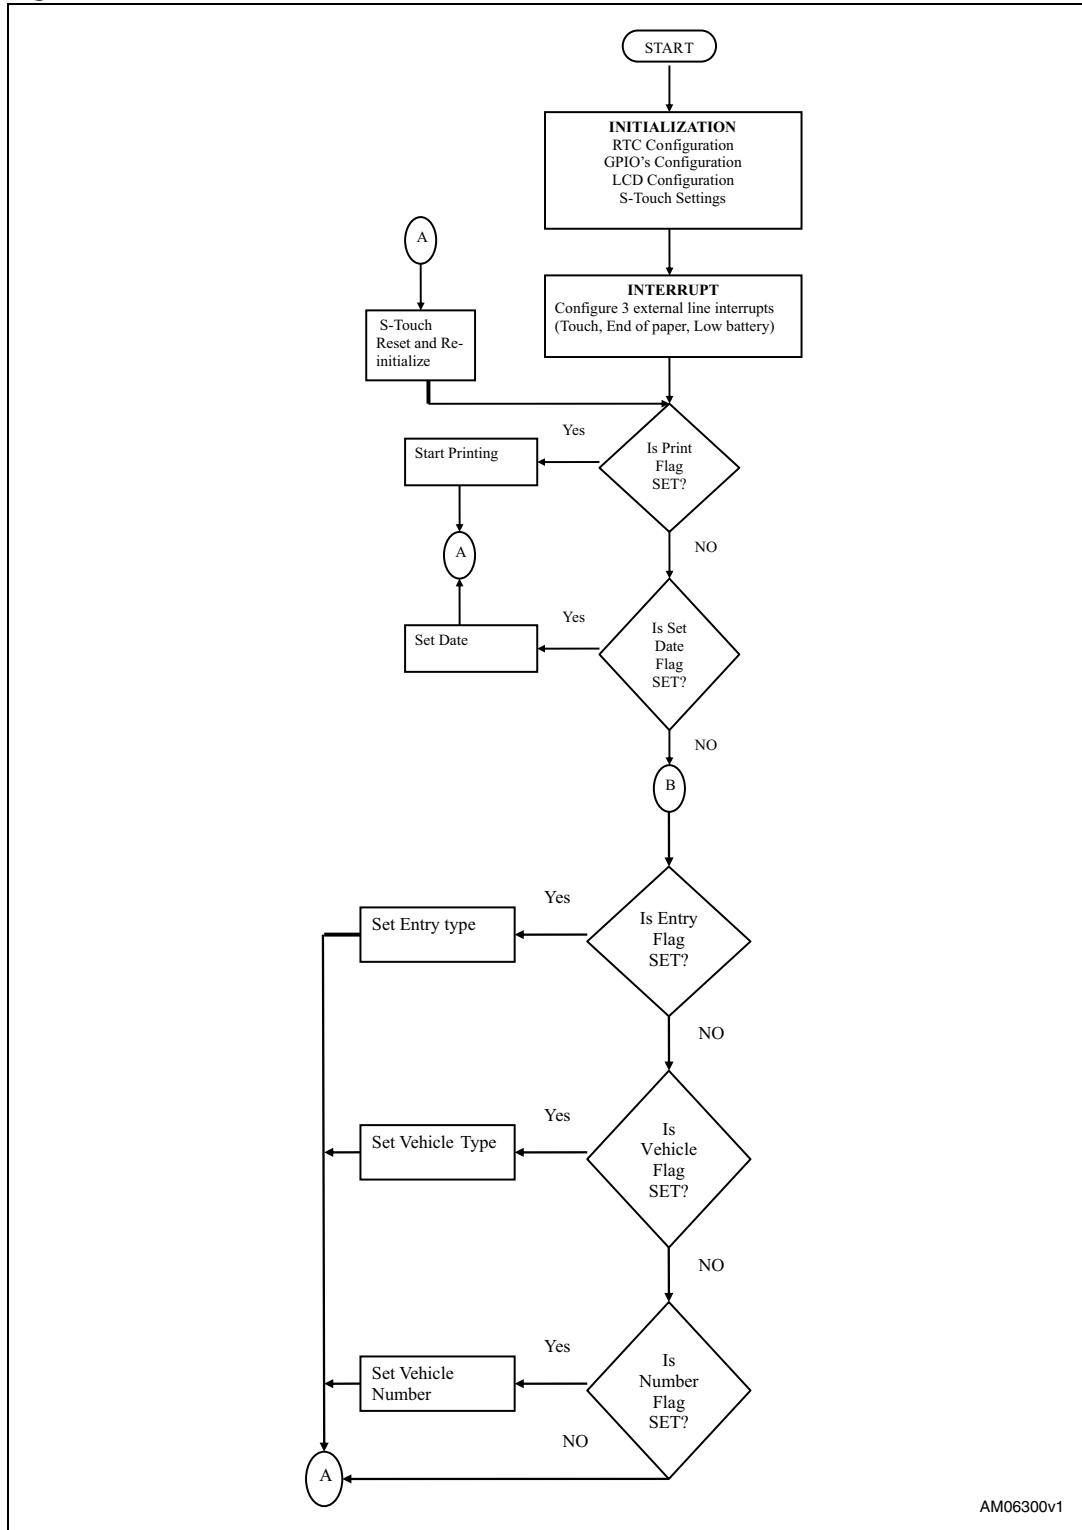 START
INITIALIZATION
RTC Configuration
GPIO's Configuration
LCD Configuration
S-Touch Settings
A
INTERRUPT
Configure 3 external line interrupts
(Touch, End of paper, Low battery)
S-Touch
Reset and Re-
initialize
Yes
Start Printing
Is Print
Flag
SET?
NO
A
Yes
Set Date
Is Set
Date
Flag
SET?
NO
B
Yes
Set Entry type
Is Entry
Flag
SET?
NO
Yes
Set Vehicle Type
Is
Vehicle
Flag
SET?
NO
Yes
Set Vehicle
Number
Is
Number
Flag
SET?
NO
A
AM06300v1